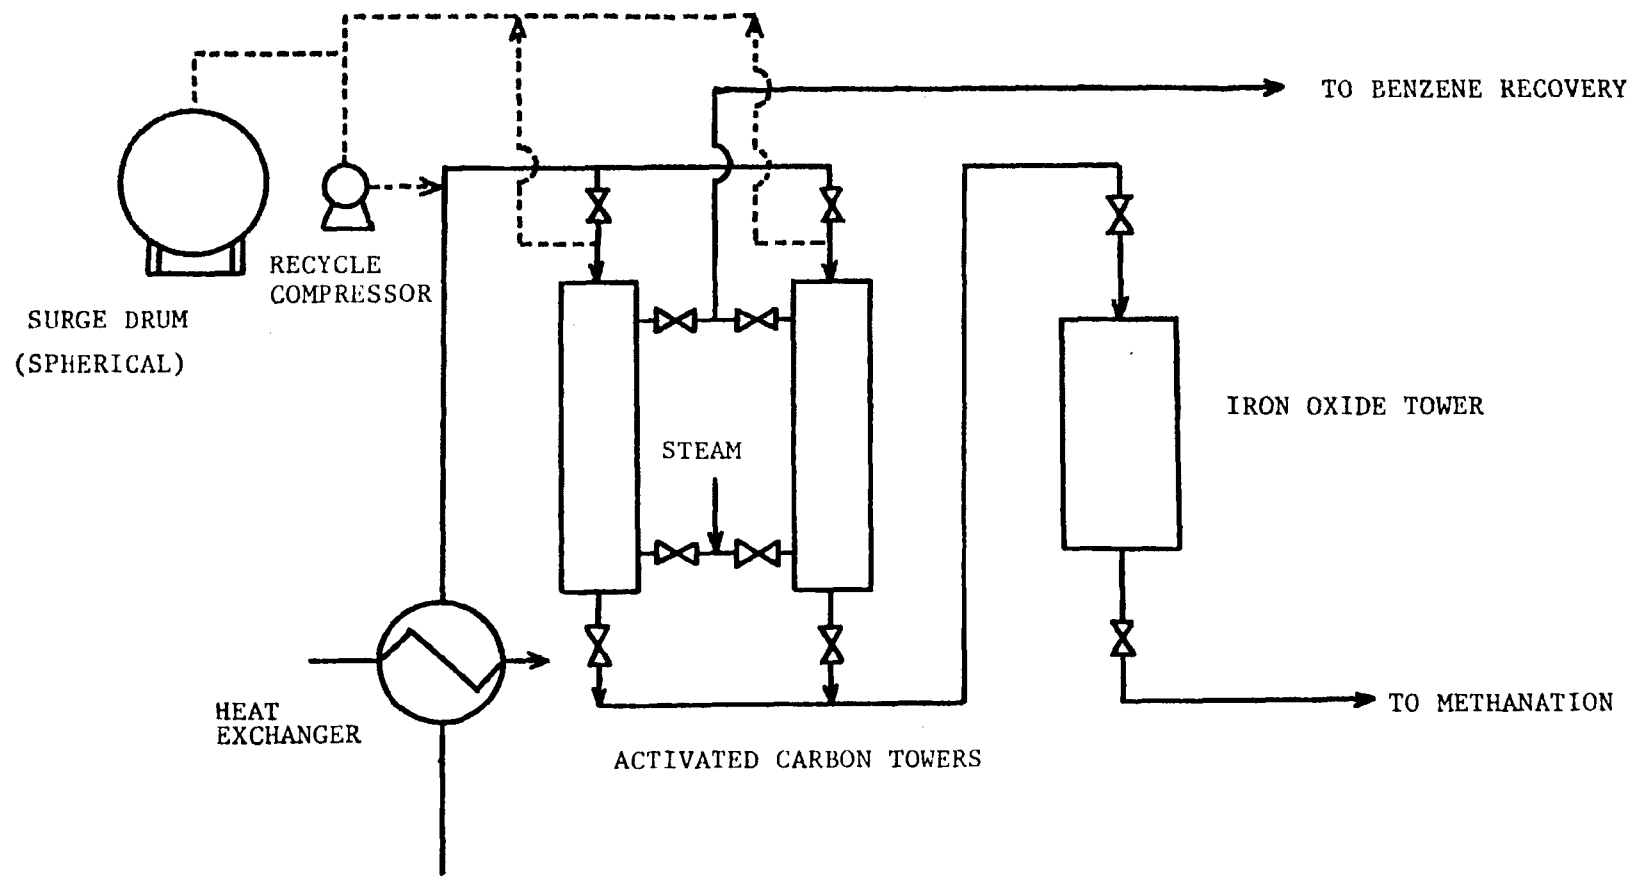 TO BENZENE RECOVERY
RECYCLE
COMPRESSOR
SURGE DRUM
(SPHERICAL)
IRON OXIDE TOWER
STEAM
HEAT
EXCHANGER
TO METHANATION
ACTIVATED CARBON TOWERS